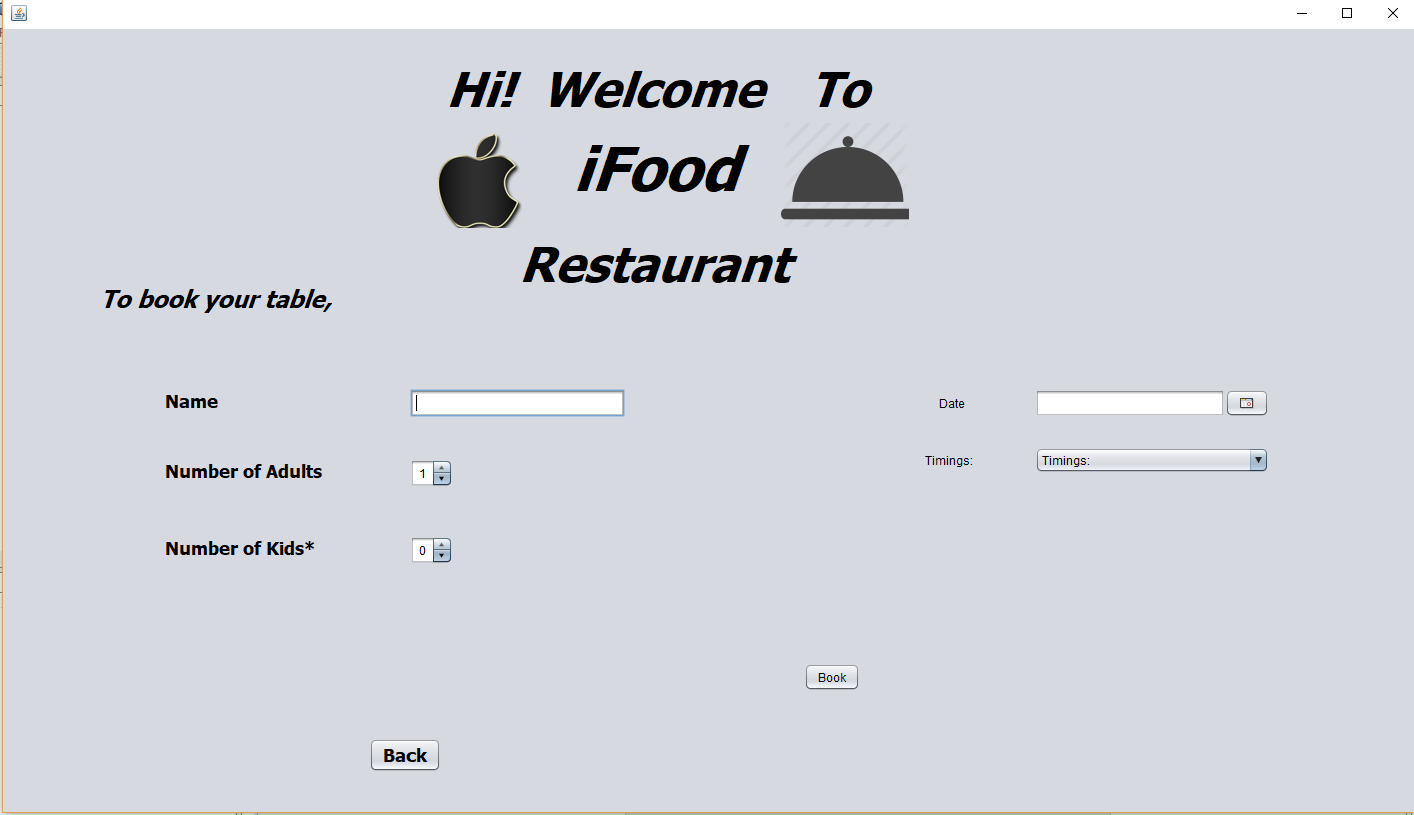 Hi! Welcome To
iFood
Restaurant
To book your table,
Name
Date
Number of Adults 1
Timings: Timings:
Number of Kids* 0
Book
Back